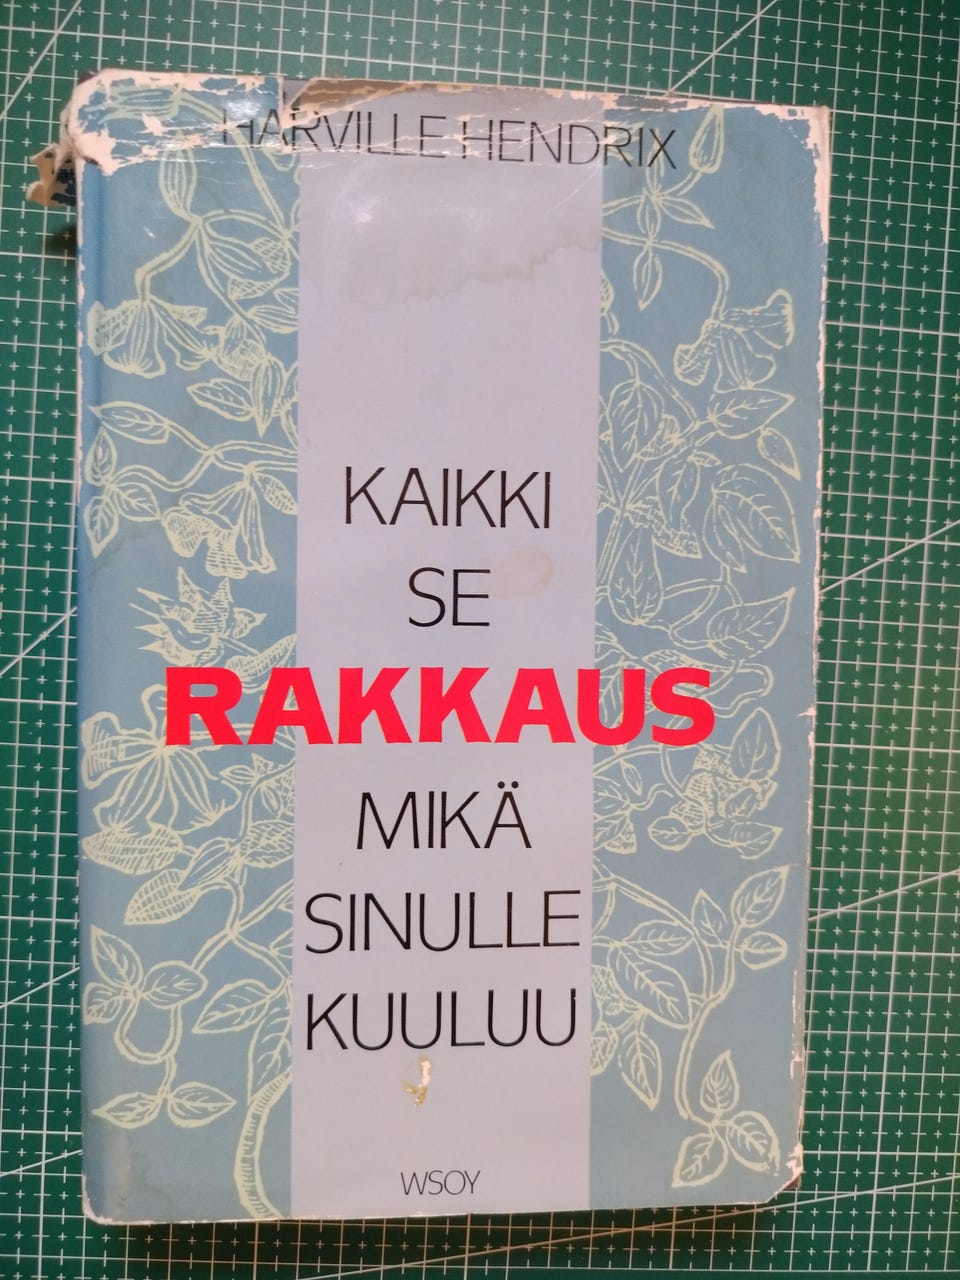 HARVILLE HENDRIX
KAIKKI
SE
RAKKAUS
MIKÄ
SINULLE
KUULUU
WSOY